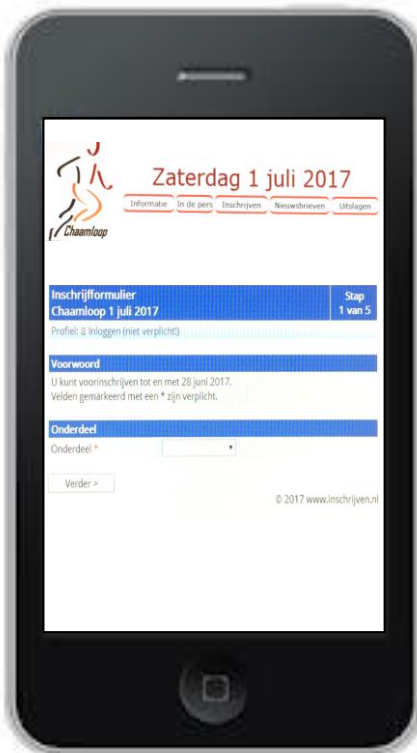 Zaterdag 1 juli 2017
Informatie In de pers Inschrijven Nieuwsbrieven Uitslagen
Chaamloop
Inschrijfformulier
Chaamloop 1 juli 2017
Stap
1 van 5
Profiel: Inloggen (niet verplicht!)
Voorwoord
U kunt voorinschrijven tot en met 28 juni 2017.
Velden gemarkeerd met een * zijn verplicht.
Onderdeel
Onderdeel *
Verder >
© 2017 www.inschrijven.nl